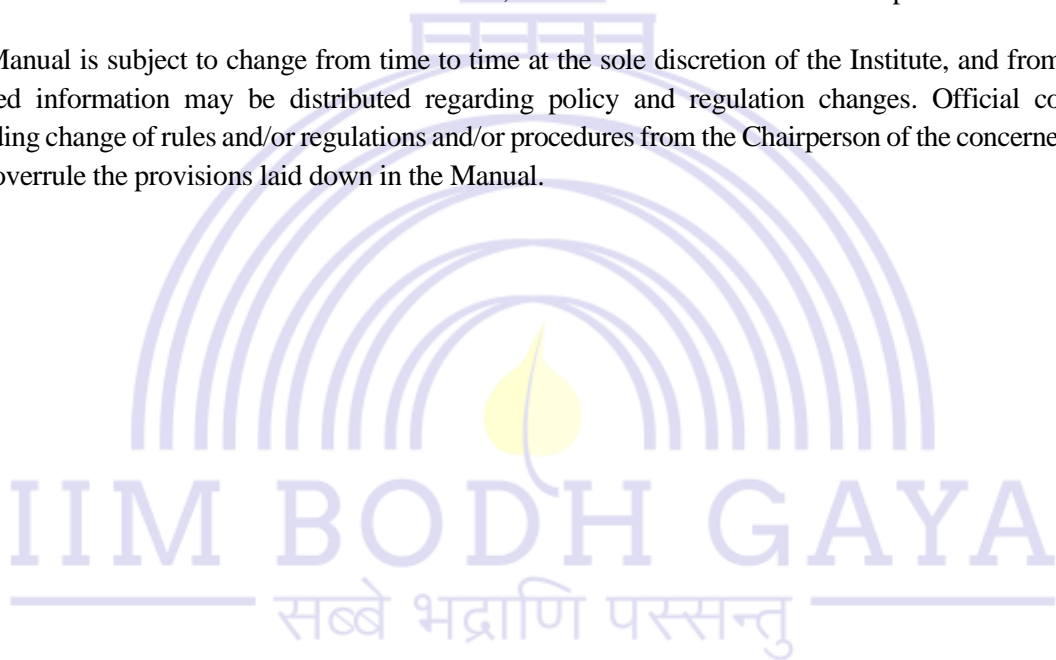 Manual is subject to change from time to time at the sole discretion of the Institute, and from
ed information may be distributed regarding policy and regulation changes. Official co
ding change of rules and/or regulations and/or procedures from the Chairperson of the concerne
overrule the provisions laid down in the Manual.
IIM BODH GAYA
सब्बे भद्राणि पस्सन्तु